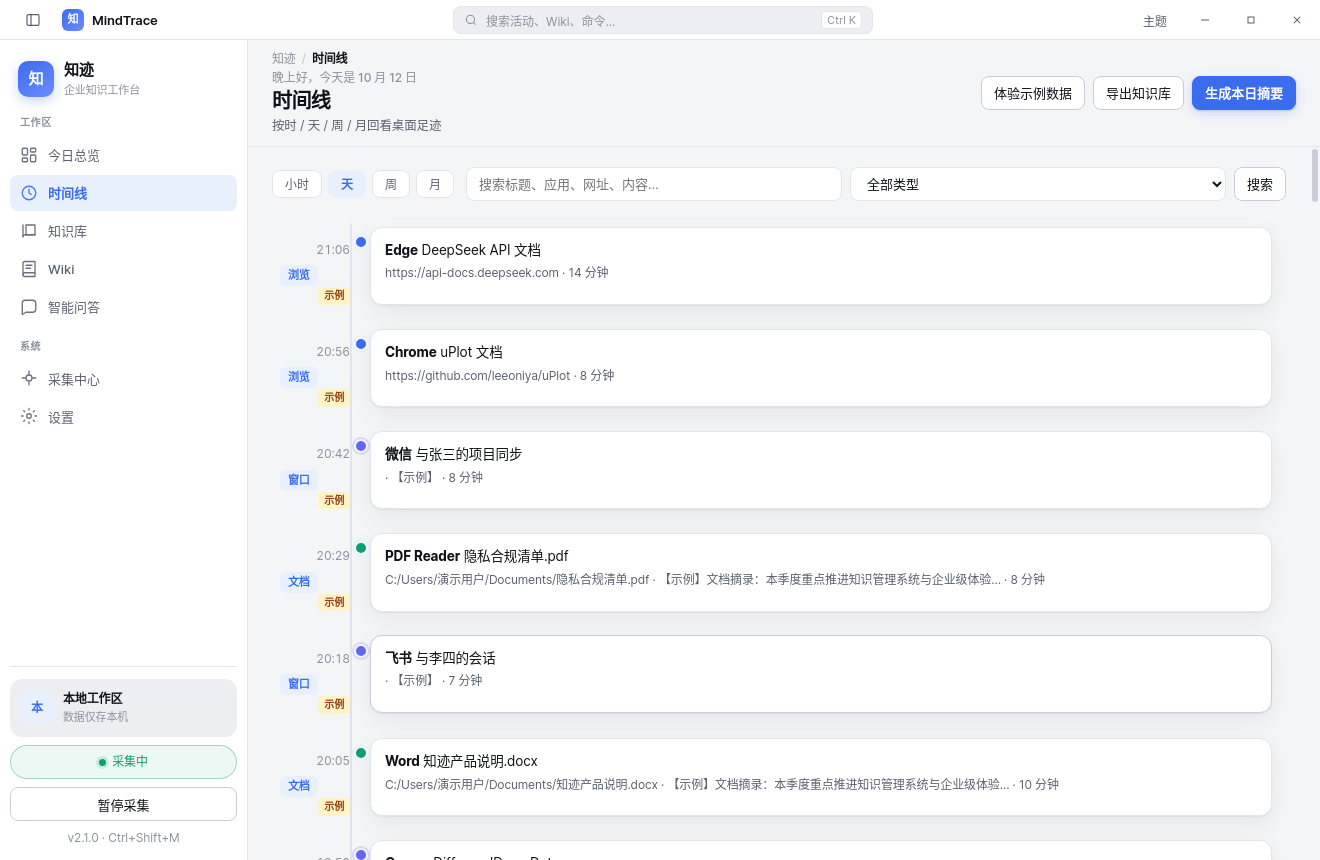 知 MindTrace
搜索活动、Wiki、命令... Ctrl K
主题
知 知迹
企业知识工作台
工作区
今日总览
时间线
知识库
Wiki
智能问答
系统
采集中心
设置
本 本地工作区
数据仅存本机
采集中
暂停采集
v2.1.0 · Ctrl+Shift+M
知迹 / 时间线
晚上好，今天是 10 月 12 日
时间线
按时 / 天 / 周 / 月回看桌面足迹
体验示例数据 导出知识库 生成本日摘要
小时 天 周 月 搜索标题、应用、网址、内容... 全部类型 搜索
21:06 Edge DeepSeek API 文档
浏览 https://api-docs.deepseek.com · 14 分钟
示例
20:56 Chrome uPlot 文档
浏览 https://github.com/leeoniya/uPlot · 8 分钟
示例
20:42 微信 与张三的项目同步
窗口 · 【示例】 · 8 分钟
示例
20:29 PDF Reader 隐私合规清单.pdf
文档 C:/Users/演示用户/Documents/隐私合规清单.pdf · 【示例】文档摘录：本季度重点推进知识管理系统与企业级体验... · 8 分钟
示例
20:18 飞书 与李四的会话
窗口 · 【示例】 · 7 分钟
示例
20:05 Word 知迹产品说明.docx
文档 C:/Users/演示用户/Documents/知迹产品说明.docx · 【示例】文档摘录：本季度重点推进知识管理系统与企业级体验... · 10 分钟
示例